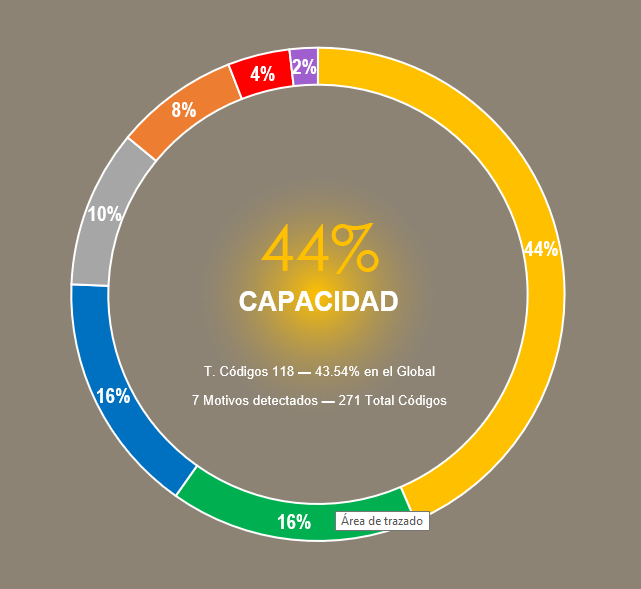 2%
4%
8%
10%
44%
44%
CAPACIDAD
T. Códigos 118 — 43.54% en el Global
16%
7 Motivos detectados — 271 Total Códigos
16%
Área de trazado